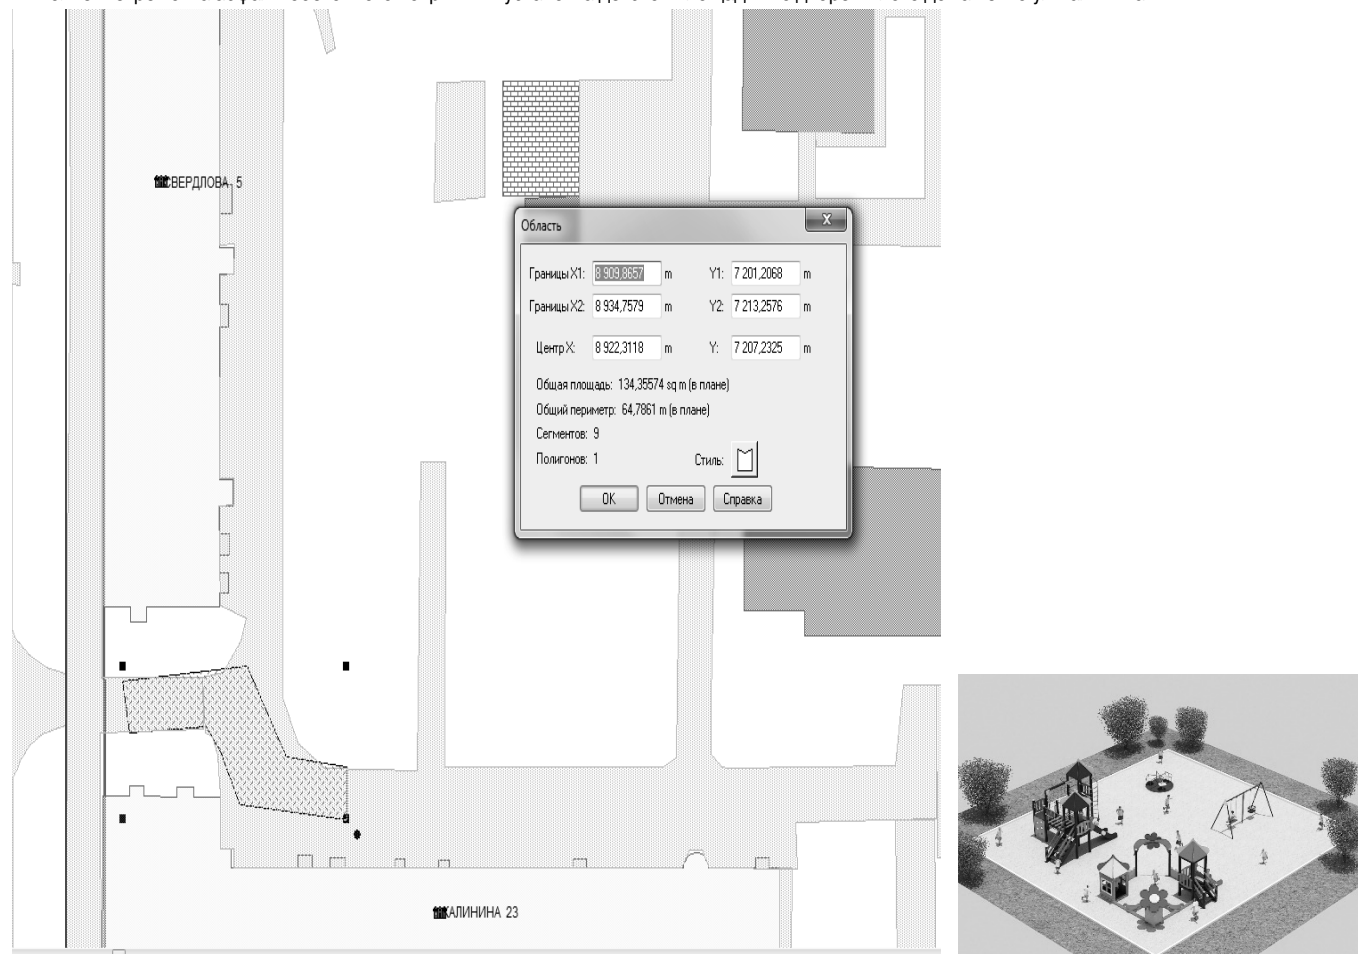 СВЕРДЛОВА 5
Область
X
Границы X1: 8 909,8657 m Y1: 7 201,2068 m
Границы X2: 8 934,7579 m Y2: 7 213,2576 m
Центр X: 8 922,3118 m Y: 7 207,2325 m
Общая площадь: 134,35574 sq m (в плане)
Общий периметр: 64,7861 m (в плане)
Сегментов: 9
Полигонов: 1 Стиль:
OK Отмена Справка
КАЛИНИНА 23